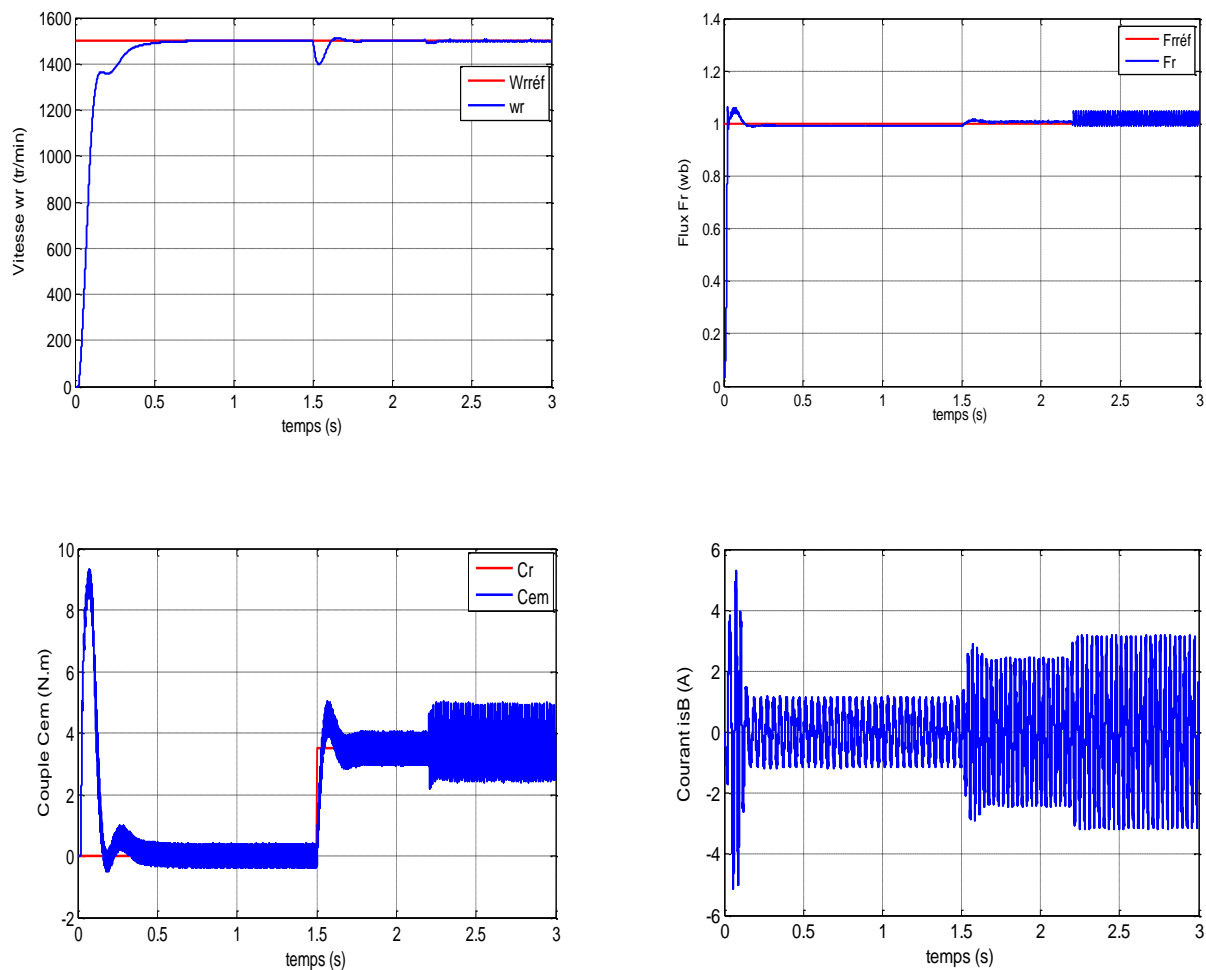 1600
1400
1200
1000
800
600
400
200
0
Vitesse wr (tr/min)
Wrréf
wr
0 0.5 1 1.5 2 2.5 3
temps (s)
1.4
1.2
1
0.8
0.6
0.4
0.2
0
Flux Fr (wb)
Frréf
Fr
0 0.5 1 1.5 2 2.5 3
temps (s)
10
8
6
4
2
0
-2
Couple Cem (N.m)
Cr
Cem
0 0.5 1 1.5 2 2.5 3
temps (s)
6
4
2
0
-2
-4
-6
Courant isB (A)
0 0.5 1 1.5 2 2.5 3
temps (s)